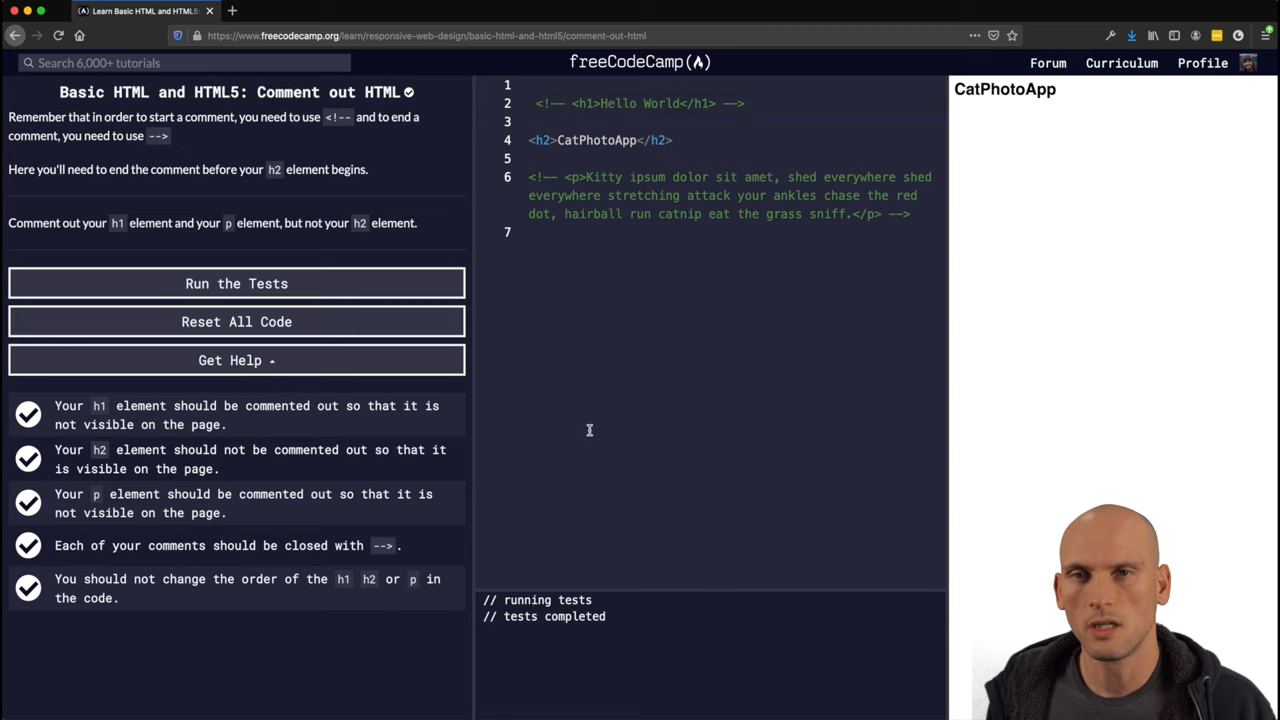 Learn Basic HTML and HTML5
https://www.freecodecamp.org/learn/responsive-web-design/basic-html-and-html5/comment-out-html
Search 6,000+ tutorials
freeCodeCamp
Forum
Curriculum
Profile
Basic HTML and HTML5: Comment out HTML
Remember that in order to start a comment, you need to use <!-- and to end a
comment, you need to use -->
Here you'll need to end the comment before your h2 element begins.
Comment out your h1 element and your p element, but not your h2 element.
Run the Tests
Reset All Code
Get Help
Your h1 element should be commented out so that it is
not visible on the page.
Your h2 element should not be commented out so that it
is visible on the page.
Your p element should be commented out so that it is
not visible on the page.
Each of your comments should be closed with -->.
You should not change the order of the h1 h2 or p in
the code.
1
2 <!-- <h1>Hello World</h1> -->
3
4 <h2>CatPhotoApp</h2>
5
6 <!-- <p>Kitty ipsum dolor sit amet, shed everywhere shed
everywhere stretching attack your ankles chase the red
dot, hairball run catnip eat the grass sniff.</p> -->
7
// running tests
// tests completed
CatPhotoApp